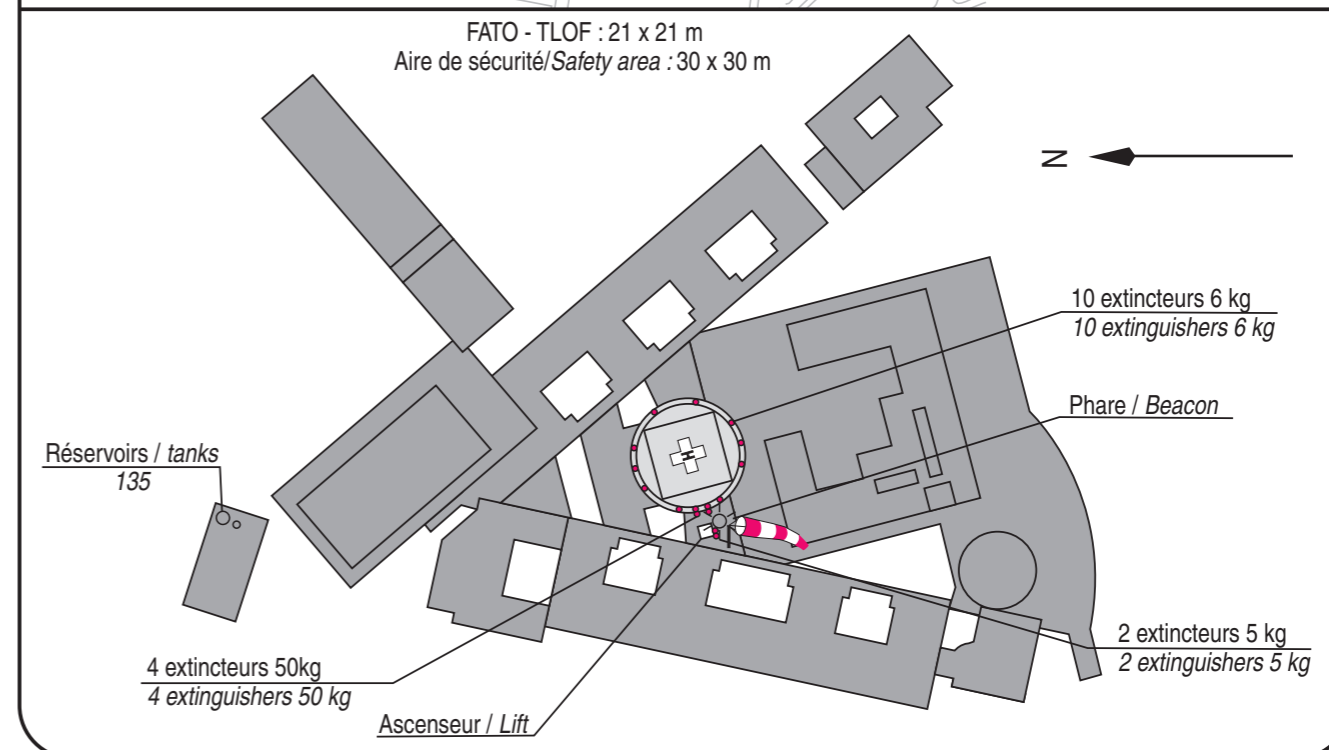 FATO - TLOF : 21 x 21 m
Aire de sécurité/Safety area : 30 x 30 m
N
10 extincteurs 6 kg
10 extinguishers 6 kg
Phare / Beacon
Réservoirs / tanks
135
H
2 extincteurs 5 kg
2 extinguishers 5 kg
4 extincteurs 50kg
4 extinguishers 50 kg
Ascenseur / Lift